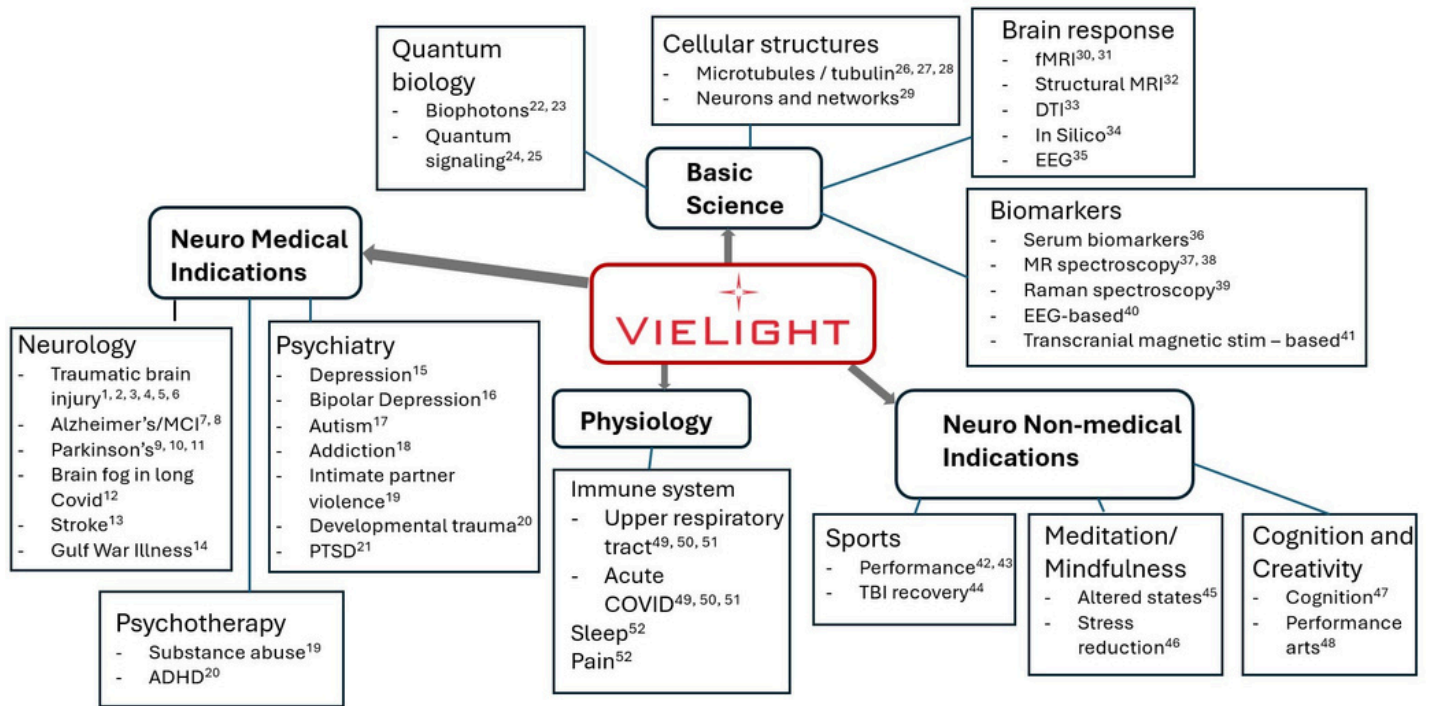 Quantum
biology
- Biophotons22, 23
- Quantum
signaling24, 25
Cellular structures
- Microtubules / tubulin26, 27, 28
- Neurons and networks29
Brain response
- fMRI30, 31
- Structural MRI32
- DTI33
- In Silico34
- EEG35
Basic
Science
Biomarkers
- Serum biomarkers36
- MR spectroscopy37, 38
- Raman spectroscopy39
- EEG-based40
- Transcranial magnetic stim – based41
Neuro Medical
Indications
VIELIGHT
Neurology
- Traumatic brain
injury1, 2, 3, 4, 5, 6
- Alzheimer's/MCI7, 8
- Parkinson's9, 10, 11
- Brain fog in long
Covid12
- Stroke13
- Gulf War Illness14
Psychiatry
- Depression15
- Bipolar Depression16
- Autism17
- Addiction18
- Intimate partner
violence19
- Developmental trauma20
- PTSD21
Psychotherapy
- Substance abuse19
- ADHD20
Physiology
Immune system
- Upper respiratory
tract49, 50, 51
- Acute
COVID49, 50, 51
Sleep52
Pain52
Neuro Non-medical
Indications
Sports
- Performance42, 43
- TBI recovery44
Meditation/
Mindfulness
- Altered states45
- Stress
reduction46
Cognition and
Creativity
- Cognition47
- Performance
arts48